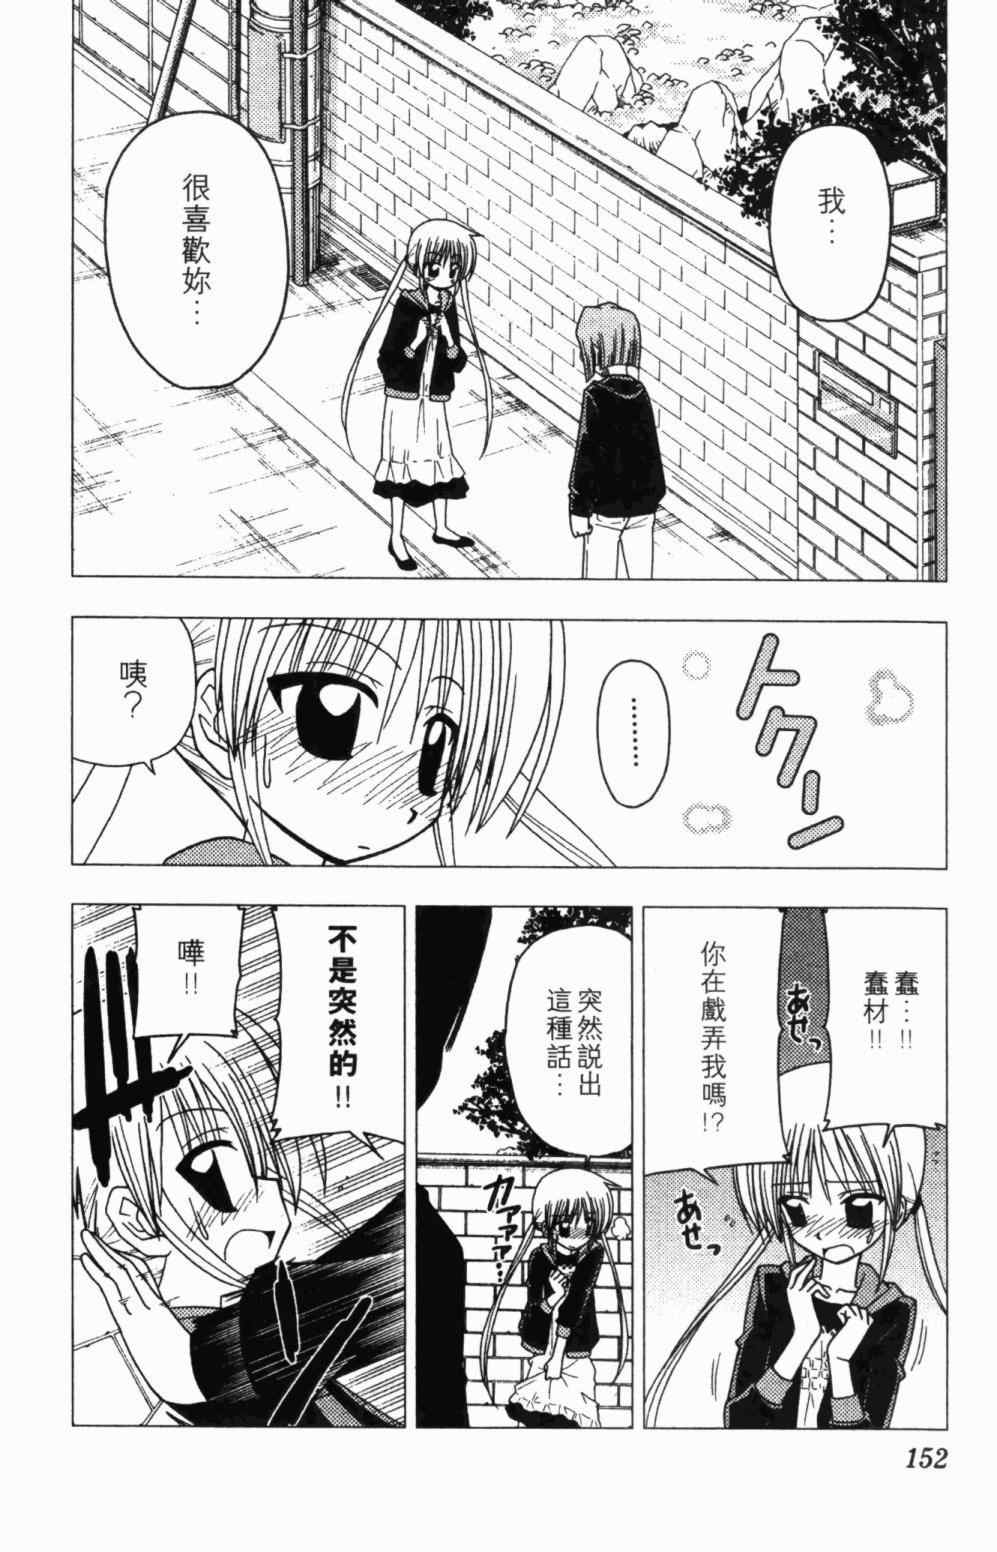 我…
很喜歡妳…
トクン
………
咦？
蠢…!!
蠢材!!
あせっ
你在戲弄我嗎!?
あせっ
突然説出
這種話…
カァァァ…
不是突然的!!
嘩!!
152